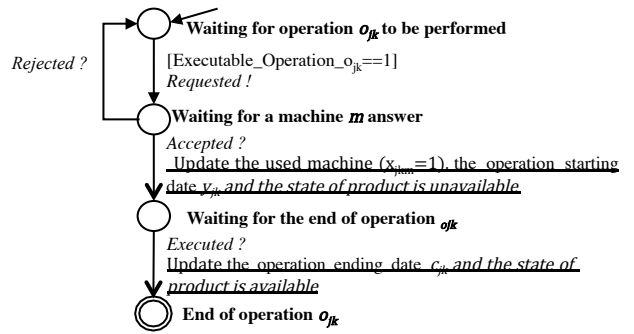 Waiting for operation o_jk to be performed
Rejected ?
[Executable_Operation_o_jk==1]
Requested !
Waiting for a machine m answer
Accepted ?
Update the used machine (x_jkm=1), the operation starting
date y_jk and the state of product is unavailable
Waiting for the end of operation o_jk
Executed ?
Update the operation ending date c_jk and the state of
product is available
End of operation o_jk